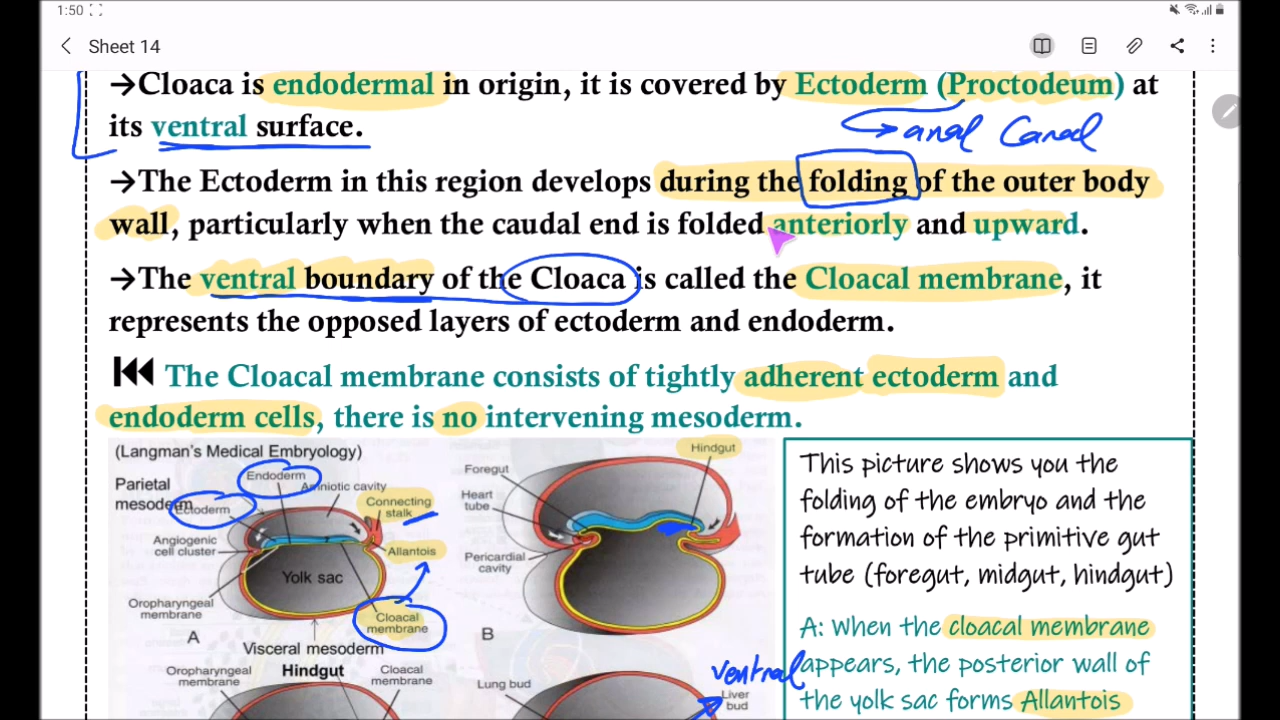 1:50
Sheet 14
→Cloaca is endodermal in origin, it is covered by Ectoderm (Proctodeum) at
its ventral surface.
anal Canal
→The Ectoderm in this region develops during the folding of the outer body
wall, particularly when the caudal end is folded anteriorly and upward.
→The ventral boundary of the Cloaca is called the Cloacal membrane, it
represents the opposed layers of ectoderm and endoderm.
The Cloacal membrane consists of tightly adherent ectoderm and
endoderm cells, there is no intervening mesoderm.
(Langman's Medical Embryology)
Parietal
mesoderm
Endoderm
Ectoderm
Amniotic cavity
Connecting
stalk
Angiogenic
cell cluster
Allantois
Yolk sac
Oropharyngeal
membrane
Cloacal
membrane
A
Visceral mesoderm
Hindgut
Foregut
Heart
tube
Pericardial
cavity
B
Oropharyngeal
membrane
Hindgut
Cloacal
membrane
Lung bud
ventral
Liver
bud
This picture shows you the
folding of the embryo and the
formation of the primitive gut
tube (foregut, midgut, hindgut)
A: When the cloacal membrane
appears, the posterior wall of
the yolk sac forms Allantois